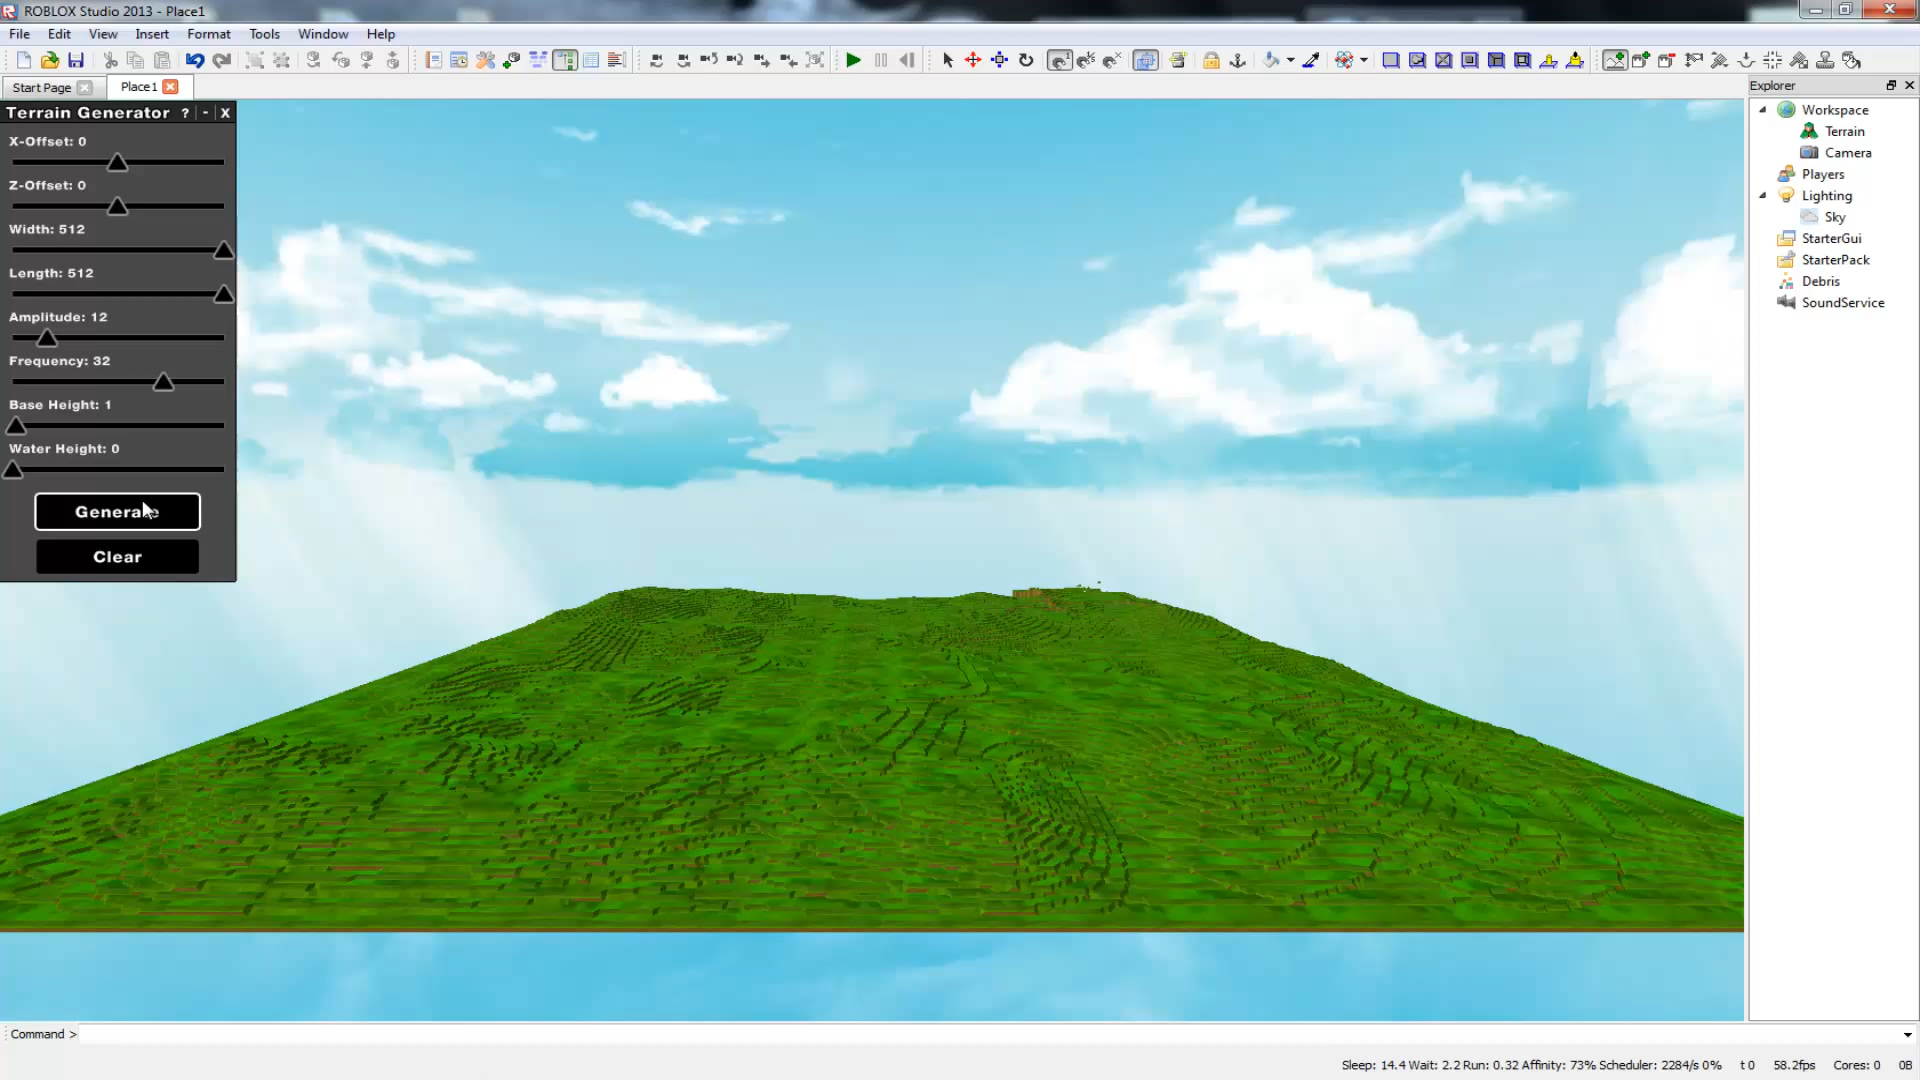 ROBLOX Studio 2013 - Place1
File Edit View Insert Format Tools Window Help
Start Page Place1
Explorer
Terrain Generator ? - X
X-Offset: 0
Z-Offset: 0
Width: 512
Length: 512
Amplitude: 12
Frequency: 32
Base Height: 1
Water Height: 0
Generate
Clear
Workspace
Terrain
Camera
Players
Lighting
Sky
StarterGui
StarterPack
Debris
SoundService
Command >
Sleep: 14.4 Wait: 2.2 Run: 0.32 Affinity: 73% Scheduler: 2284/s 0% t 0 58.2fps Cores: 0 0B